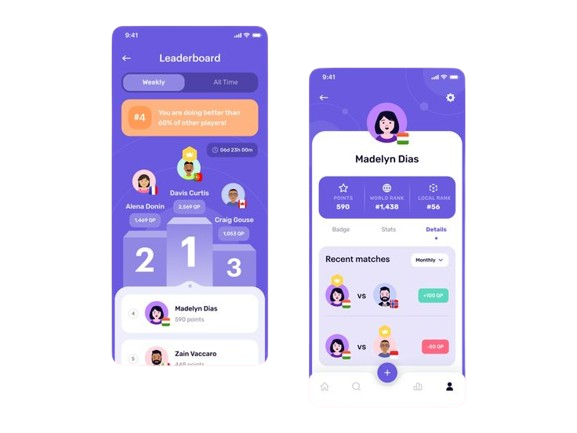 9:41
Leaderboard
Weekly
All Time
#4
You are doing better than
60% of other players!
06d 23h 00m
Davis Curtis
2,569 QP
Alena Donin
1,469 QP
Craig Gouse
1,053 QP
1
2
3
4
Madelyn Dias
590 points
5
Zain Vaccaro
448 points
9:41
Madelyn Dias
POINTS
590
WORLD RANK
#1,438
LOCAL RANK
#56
Badge
Stats
Details
Recent matches
Monthly
VS
+100 QP
VS
-50 QP